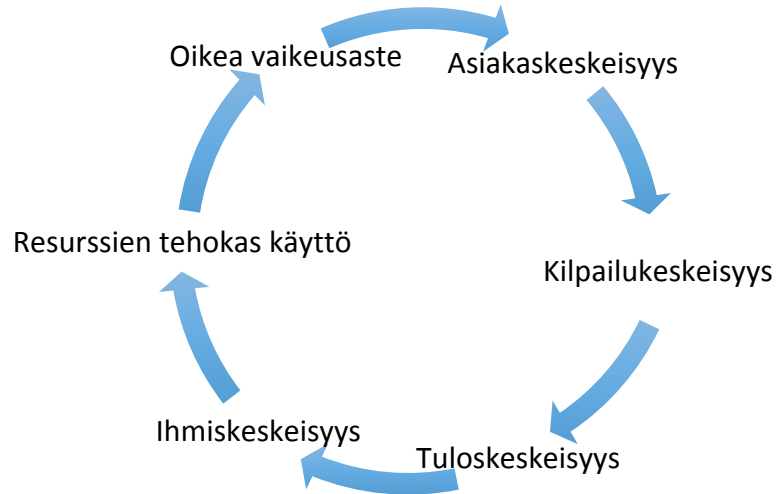 Oikea vaikeusaste
Asiakaskeskeisyys
Resurssien tehokas käyttö
Kilpailukeskeisyys
Ihmiskeskeisyys
Tuloskeskeisyys